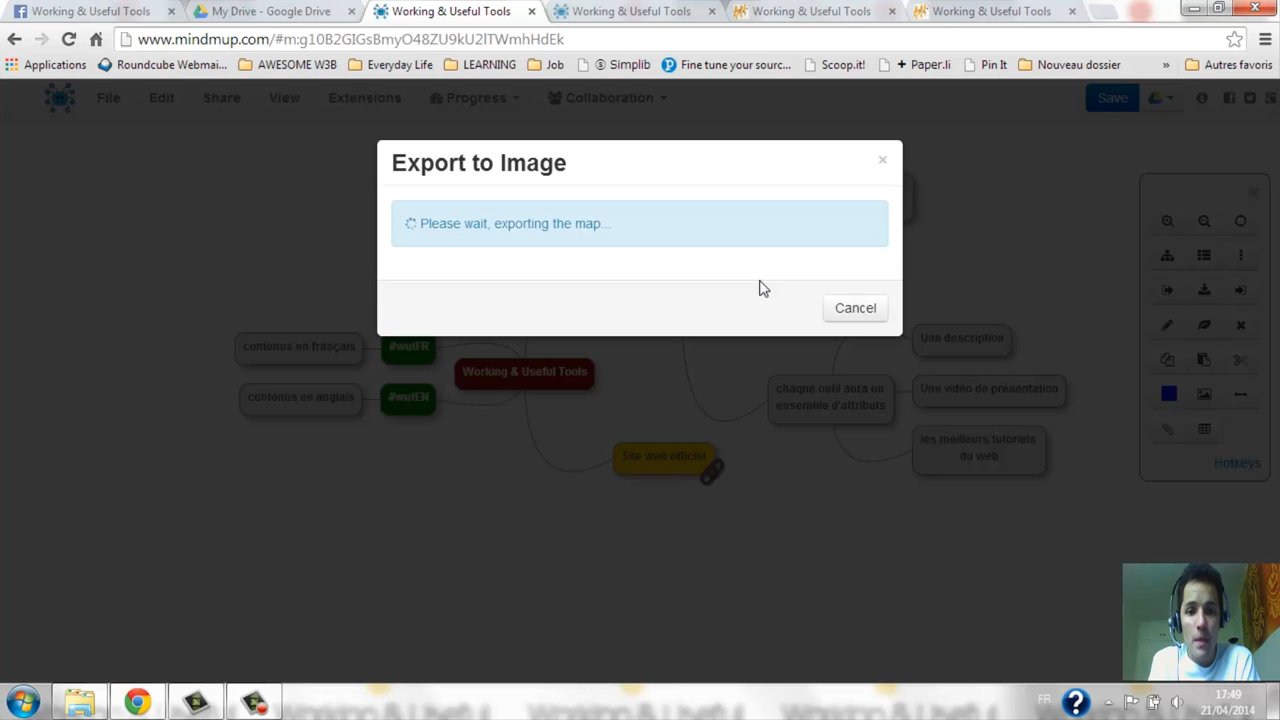 Working & Useful Tools
My Drive - Google Drive
Working & Useful Tools
Working & Useful Tools
Working & Useful Tools
Working & Useful Tools
www.mindmup.com/#m:g10B2GIGsBmyO48ZU9kU2lTWmhHdEk
Applications
Roundcube Webmai...
AWESOME W3B
Everyday Life
LEARNING
Job
Simplib
Fine tune your sourc...
Scoop.it!
+ Paper.li
Pin It
Nouveau dossier
»
Autres favoris
File
Edit
Share
View
Extensions
Progress
Collaboration
Save
Export to Image
×
Please wait, exporting the map...
Cancel
contenus en français
#wutFR
Working & Useful Tools
contenus en anglais
#wutEN
Site web officiel
chaque outil aura un
ensemble d'attributs
Une description
Une vidéo de présentation
les meilleurs tutoriels
du web
Hotkeys
FR
17:49
21/04/2014